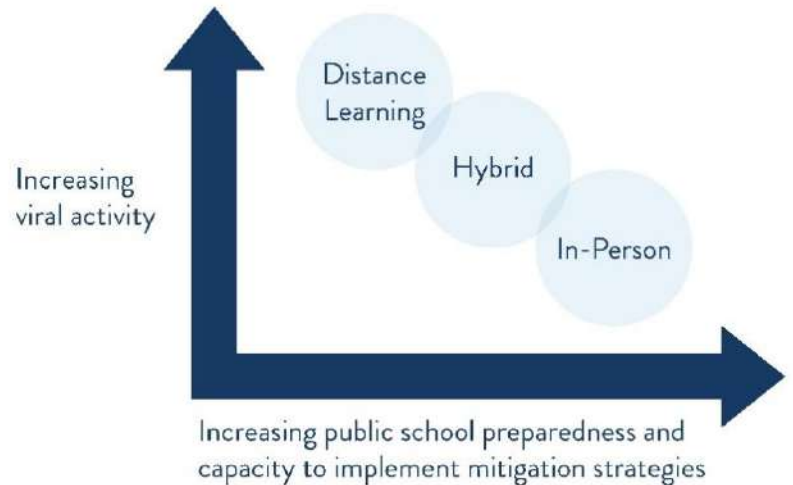 Distance
Learning
Hybrid
In-Person
Increasing
viral activity
Increasing public school preparedness and
capacity to implement mitigation strategies